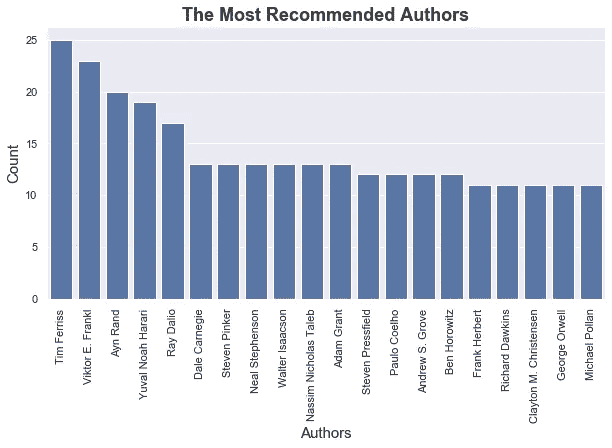 The Most Recommended Authors
25
20
15
10
5
0
Count
Tim Ferriss
Viktor E. Frankl
Ayn Rand
Yuval Noah Harari
Ray Dalio
Dale Carnegie
Steven Pinker
Neal Stephenson
Walter Isaacson
Nassim Nicholas Taleb
Adam Grant
Steven Pressfield
Paulo Coelho
Andrew S. Grove
Ben Horowitz
Frank Herbert
Richard Dawkins
Clayton M. Christensen
George Orwell
Michael Pollan
Authors